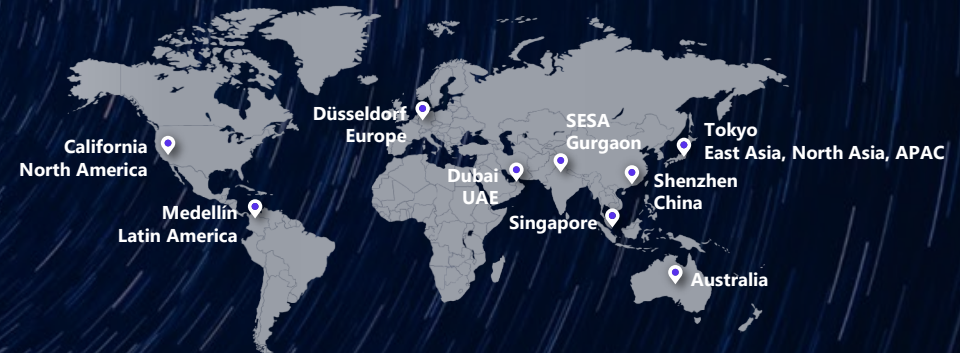 California
North America
Medellín
Latin America
Düsseldorf
Europe
Dubai
UAE
SESA
Gurgaon
Singapore
Tokyo
East Asia, North Asia, APAC
Shenzhen
China
Australia